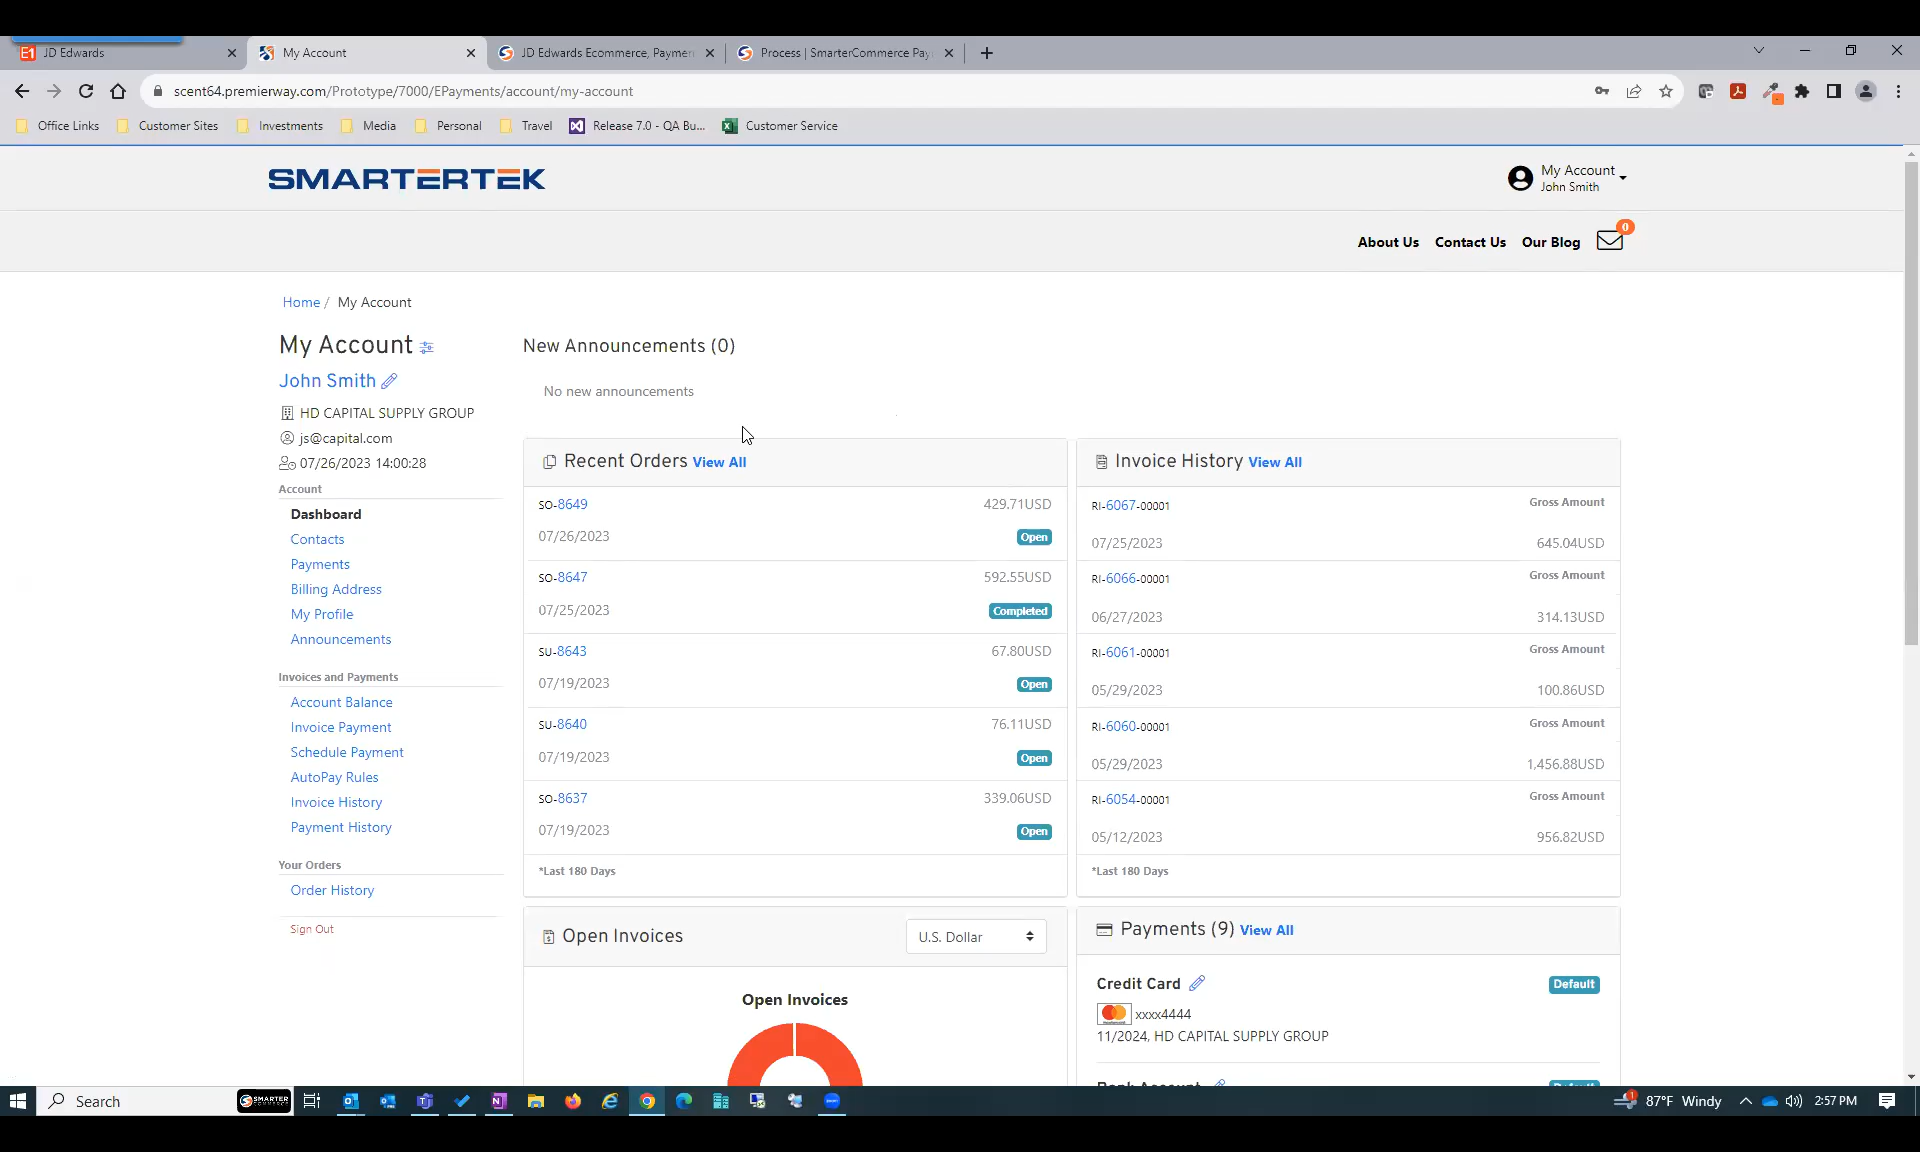 JD Edwards
My Account
JD Edwards Ecommerce, Paymen
Process | SmarterCommerce Pay
scent64.premierway.com/Prototype/7000/EPayments/account/my-account
Office Links
Customer Sites
Investments
Media
Personal
Travel
Release 7.0 - QA Bu...
Customer Service
SMARTERTEK
My Account
John Smith
About Us
Contact Us
Our Blog
0
Home / My Account
My Account
John Smith
HD CAPITAL SUPPLY GROUP
js@capital.com
07/26/2023 14:00:28
Account
Dashboard
Contacts
Payments
Billing Address
My Profile
Announcements
Invoices and Payments
Account Balance
Invoice Payment
Schedule Payment
AutoPay Rules
Invoice History
Payment History
Your Orders
Order History
Sign Out
New Announcements (0)
No new announcements
Recent Orders View All
SO-8649 429.71USD
07/26/2023 Open
SO-8647 592.55USD
07/25/2023 Completed
SU-8643 67.80USD
07/19/2023 Open
SU-8640 76.11USD
07/19/2023 Open
SO-8637 339.06USD
07/19/2023 Open
*Last 180 Days
Invoice History View All
RI-6067-00001 Gross Amount
07/25/2023 645.04USD
RI-6066-00001 Gross Amount
06/27/2023 314.13USD
RI-6061-00001 Gross Amount
05/29/2023 100.86USD
RI-6060-00001 Gross Amount
05/29/2023 1,456.88USD
RI-6054-00001 Gross Amount
05/12/2023 956.82USD
*Last 180 Days
Open Invoices U.S. Dollar
Open Invoices
Payments (9) View All
Credit Card Default
xxxx4444
11/2024, HD CAPITAL SUPPLY GROUP
Bank Account
Search
SMARTER COMMERCE
87°F Windy
2:57 PM